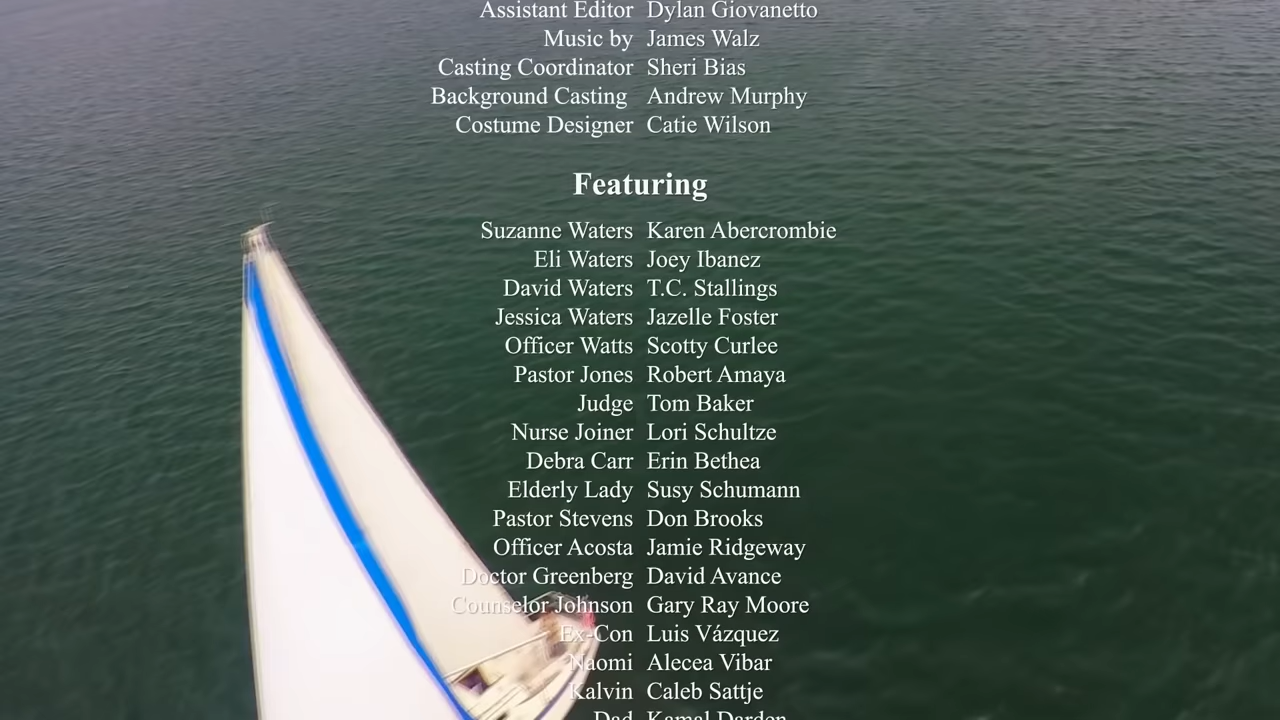 Assistant Editor Dylan Giovanetto
Music by James Walz
Casting Coordinator Sheri Bias
Background Casting Andrew Murphy
Costume Designer Catie Wilson
Featuring
Suzanne Waters Karen Abercrombie
Eli Waters Joey Ibanez
David Waters T.C. Stallings
Jessica Waters Jazelle Foster
Officer Watts Scotty Curlee
Pastor Jones Robert Amaya
Judge Tom Baker
Nurse Joiner Lori Schultze
Debra Carr Erin Bethea
Elderly Lady Susy Schumann
Pastor Stevens Don Brooks
Officer Acosta Jamie Ridgeway
Doctor Greenberg David Avance
Counselor Johnson Gary Ray Moore
Ex-Con Luis Vázquez
Naomi Alecea Vibar
Kalvin Caleb Sattje
Dad Kamal Darden